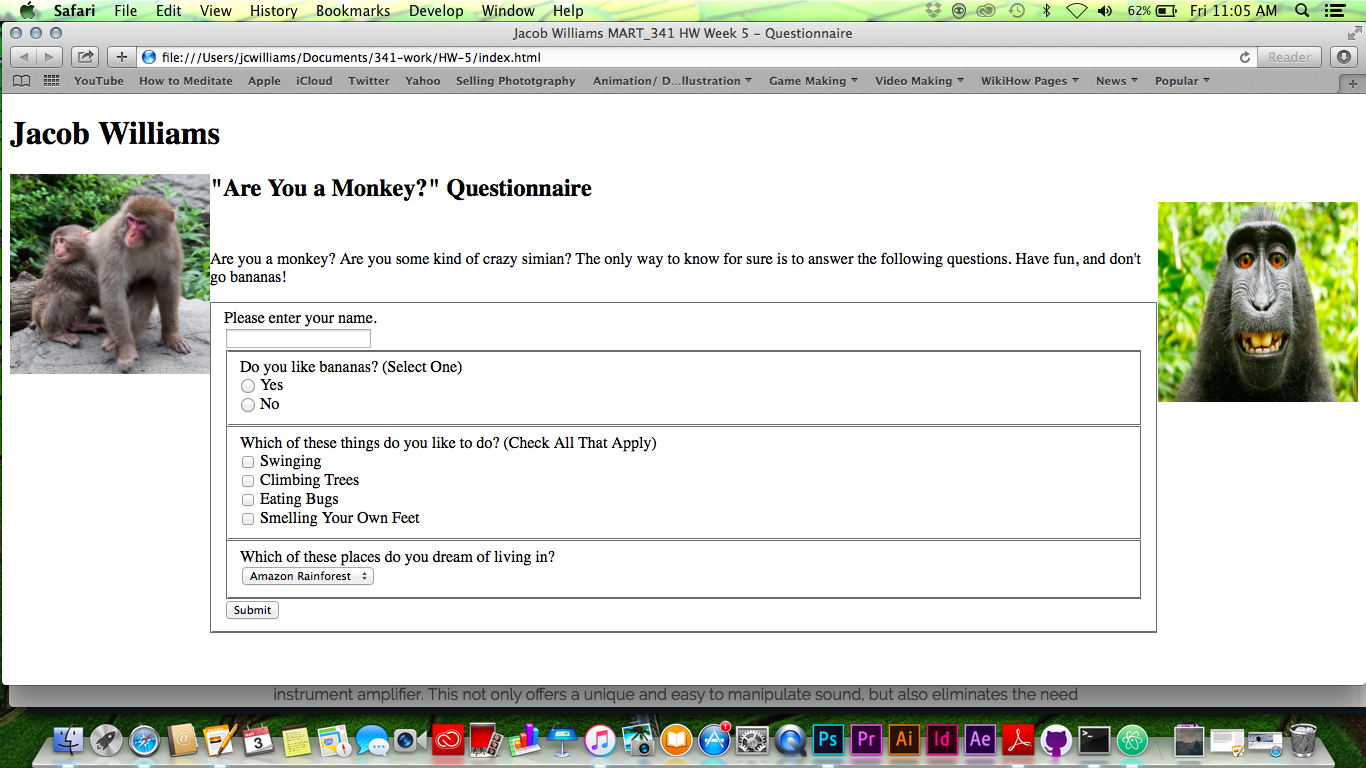 Safari File Edit View History Bookmarks Develop Window Help 62% Fri 11:05 AM
Jacob Williams MART_341 HW Week 5 - Questionnaire
file:///Users/jcwilliams/Documents/341-work/HW-5/index.html Reader
YouTube How to Meditate Apple iCloud Twitter Yahoo Selling Photography Animation/ D...llustration Game Making Video Making WikiHow Pages News Popular
Jacob Williams
"Are You a Monkey?" Questionnaire
Are you a monkey? Are you some kind of crazy simian? The only way to know for sure is to answer the following questions. Have fun, and don't
go bananas!
Please enter your name.
Do you like bananas? (Select One)
Yes
No
Which of these things do you like to do? (Check All That Apply)
Swinging
Climbing Trees
Eating Bugs
Smelling Your Own Feet
Which of these places do you dream of living in?
Amazon Rainforest
Submit
instrument amplifier. This not only offers a unique and easy to manipulate sound, but also eliminates the need
3
1
Ps Pr Ai Id Ae